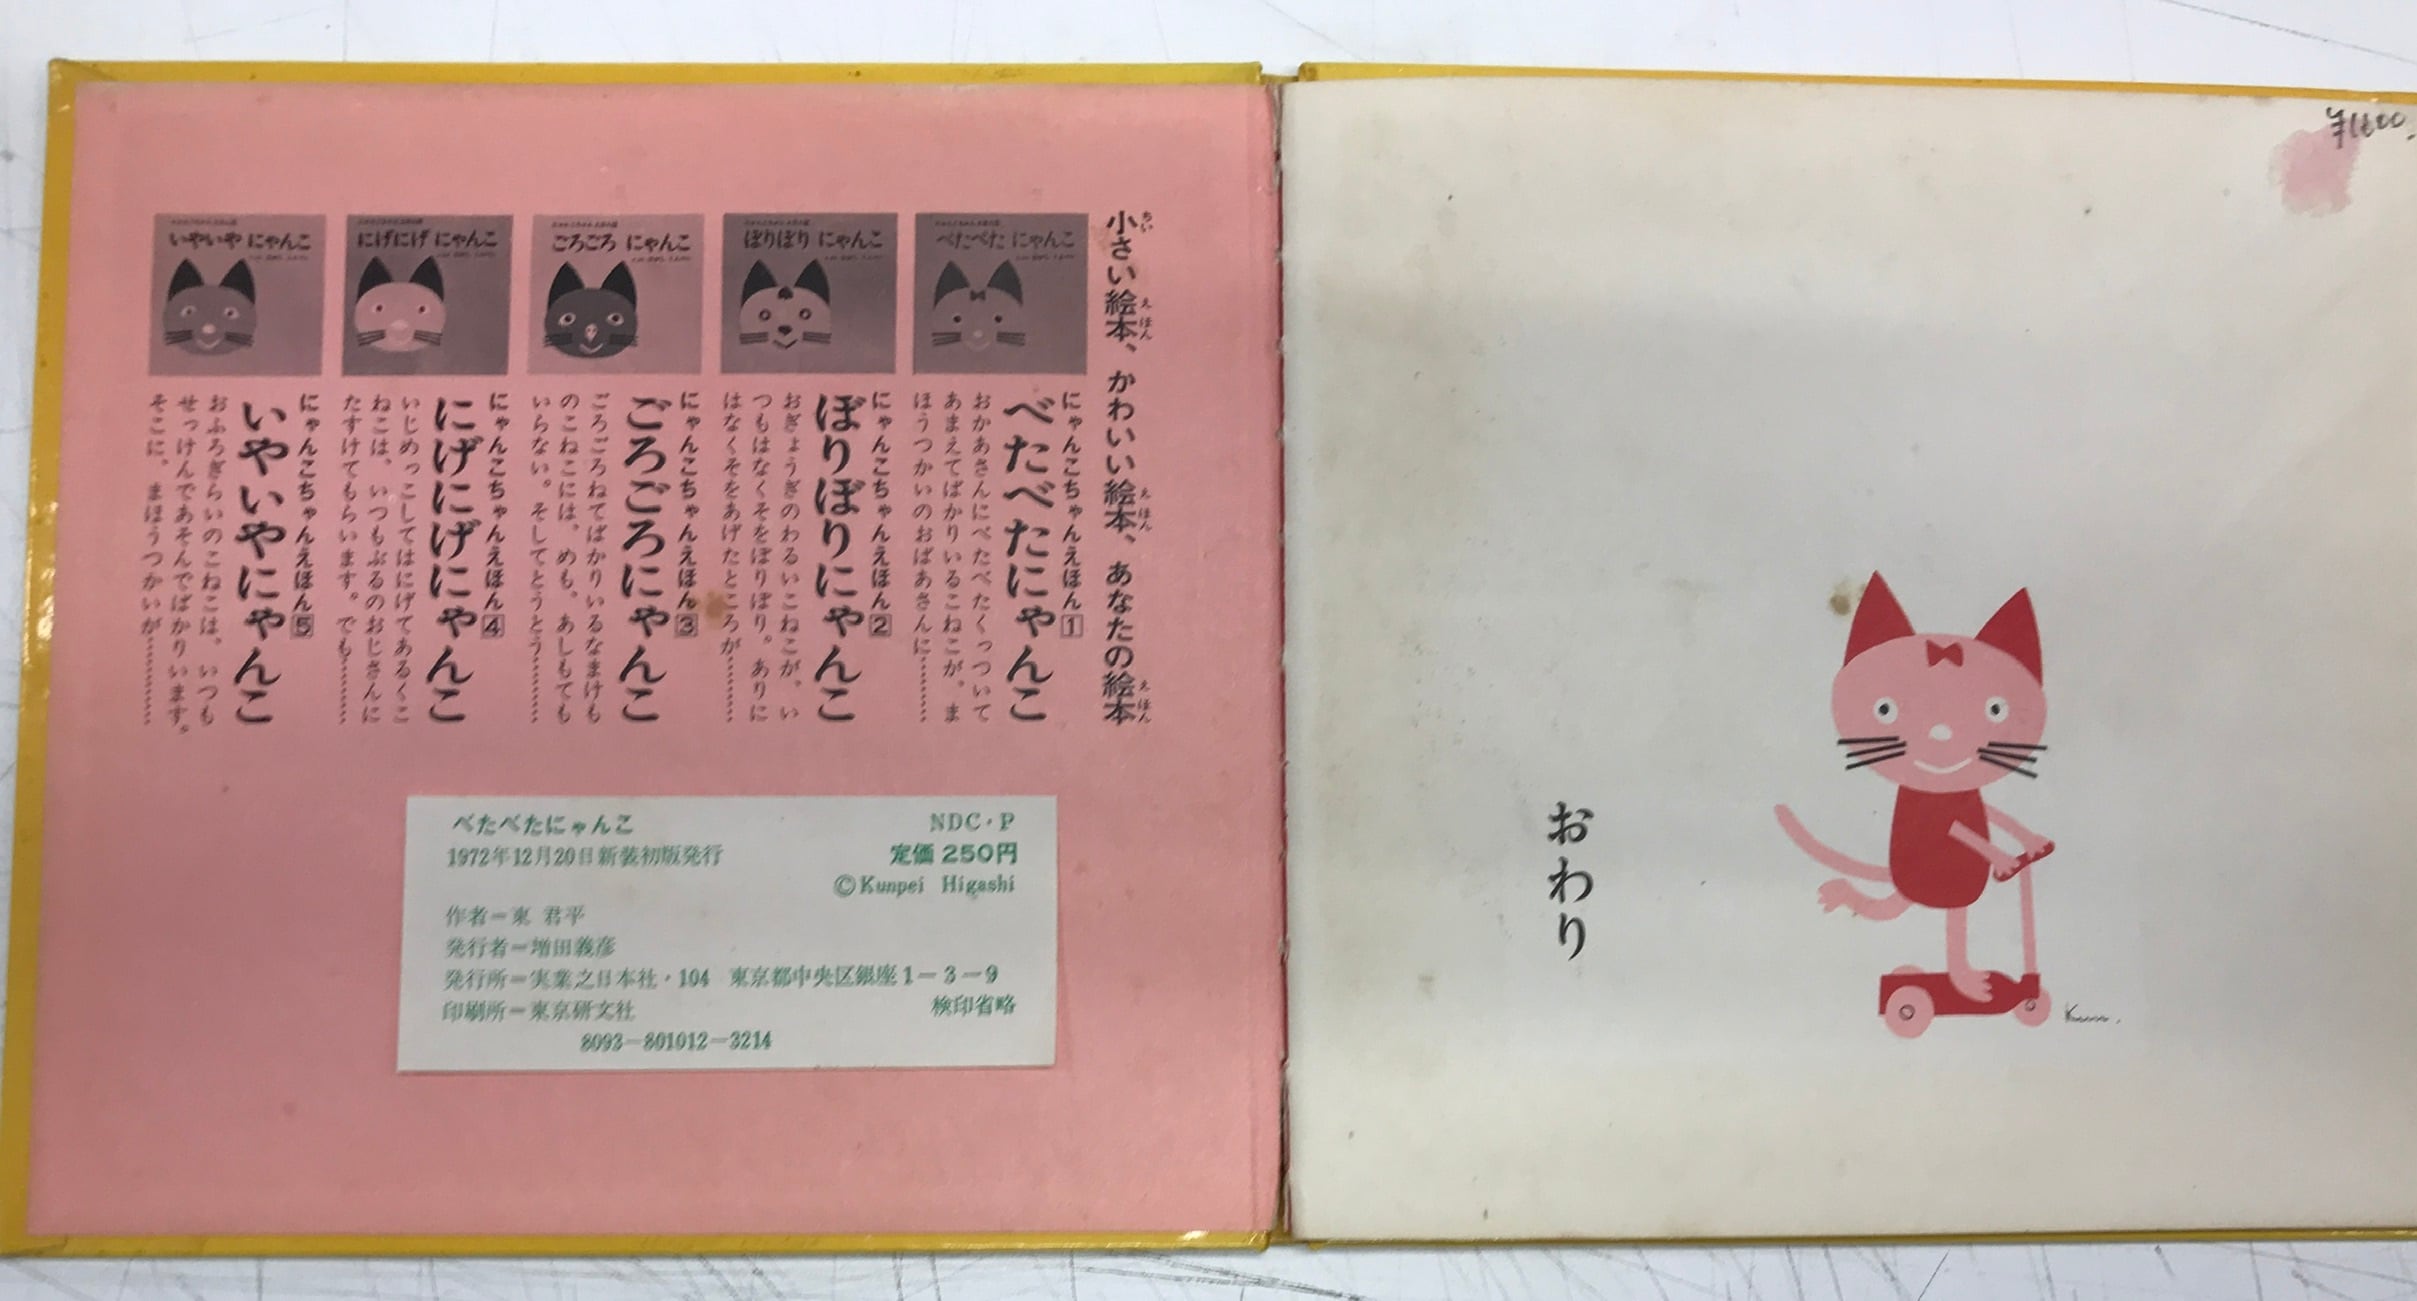 ¥1600.
おわり
Kun.
小さい絵本、かわいい絵本、あなたの絵本
ちい えほん えほん えほん
べたべた にゃんこ
にゃんこちゃんえほん1
べたべたにゃんこ
おかあさんにべたべたくっついて
あまえてばかりいるこねこが、ま
ほうつかいのおばあさんに…………
ぼりぼり にゃんこ
にゃんこちゃんえほん2
ぼりぼりにゃんこ
おぎょうぎのわるいこねこが、い
つもはなくそをぼりぼり。ありに
はなくそをあげたところが…………
ごろごろ にゃんこ
にゃんこちゃんえほん3
ごろごろにゃんこ
ごろごろねてばかりいるなまけも
のこねこには、めも、あしもても
いらない。そしてとうとう…………
にげにげ にゃんこ
にゃんこちゃんえほん4
にげにげにゃんこ
いじめっこしてはにげてあるくこ
ねこは、いつもぶるのおじさんに
たすけてもらいます。でも…………
いやいや にゃんこ
にゃんこちゃんえほん5
いやいやにゃんこ
おふろぎらいのこねこは、いつも
せっけんであそんでばかりいます。
そこに、まほうつかいが…………
べたべたにゃんこ NDC・P
1972年12月20日新装初版発行 定価 250円
©Kunpei Higashi
作者=東 君平
発行者=増田義彦
発行所=実業之日本社・104 東京都中央区銀座1-3-9
印刷所=東京研文社 検印省略
8093-801012-3214